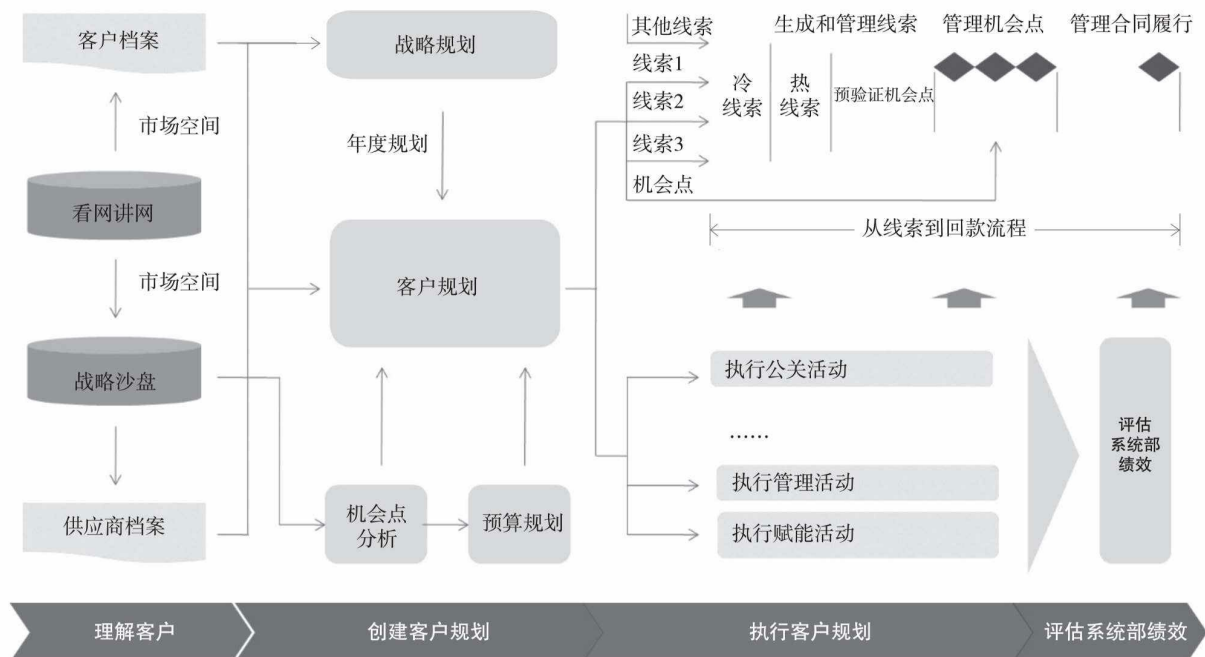 客户档案
市场空间
看网讲网
市场空间
战略沙盘
供应商档案
战略规划
年度规划
客户规划
机会点
分析
预算规划
其他线索
线索1
线索2
线索3
机会点
生成和管理线索
管理机会点
管理合同履行
冷
线索
热
线索
预验证机会点
从线索到回款流程
执行公关活动
……
执行管理活动
执行赋能活动
评估
系统部
绩效
理解客户
创建客户规划
执行客户规划
评估系统部绩效